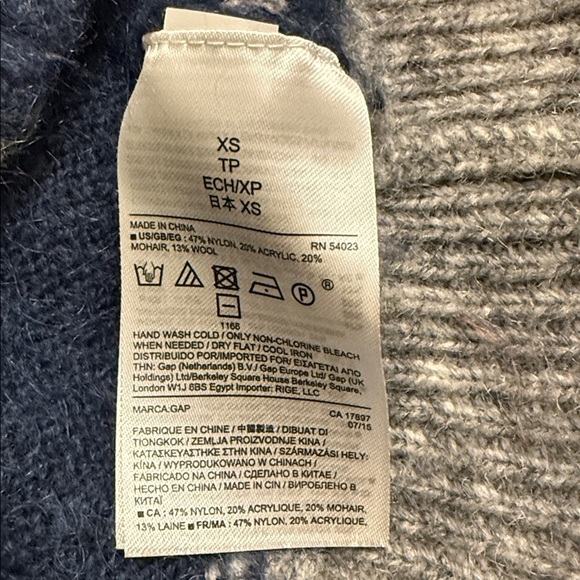 XS
TP
ECH/XP
日本 XS
MADE IN CHINA
■ US/GB/EG : 47% NYLON, 20% ACRYLIC, 20% RN 54023
MOHAIR, 13% WOOL
P ®
1168
HAND WASH COLD / ONLY NON-CHLORINE BLEACH
WHEN NEEDED / DRY FLAT / COOL IRON
DISTRIBUIDO POR/IMPORTED FOR/ ΕΙΣΑΓΕΤΑΙ ΑΠΟ
ΤΗΝ: Gap (Netherlands) B.V./ Gap Europe Ltd/ Gap (UK
Holdings) Ltd/Berkeley Square House Berkeley Square,
London W1J 6BS Egypt Importer: RIGE, LLC
MARCA:GAP CA 17897
07/15
FABRIQUE EN CHINE / 中國製造 / DIBUAT DI
TIONGKOK / ZEMLJA PROIZVODNJE KINA /
ΚΑΤΑΣΚΕΥΑΣΤΗΚΕ ΣΤΗΝ ΚΙΝΑ / SZÁRMAZÁSI HELY:
KÍNA / WYPRODUKOWANO W CHINACH /
FABRICADO NA CHINA / СДЕЛАНО В КИТАЕ /
HECHO EN CHINA / MADE IN CIN / ВИГОТОВЛЕНО В
КИТАЇ
■ CA : 47% NYLON, 20% ACRYLIQUE, 20% MOHAIR,
13% LAINE ■ FR/MA : 47% NYLON, 20% ACRYLIQUE,